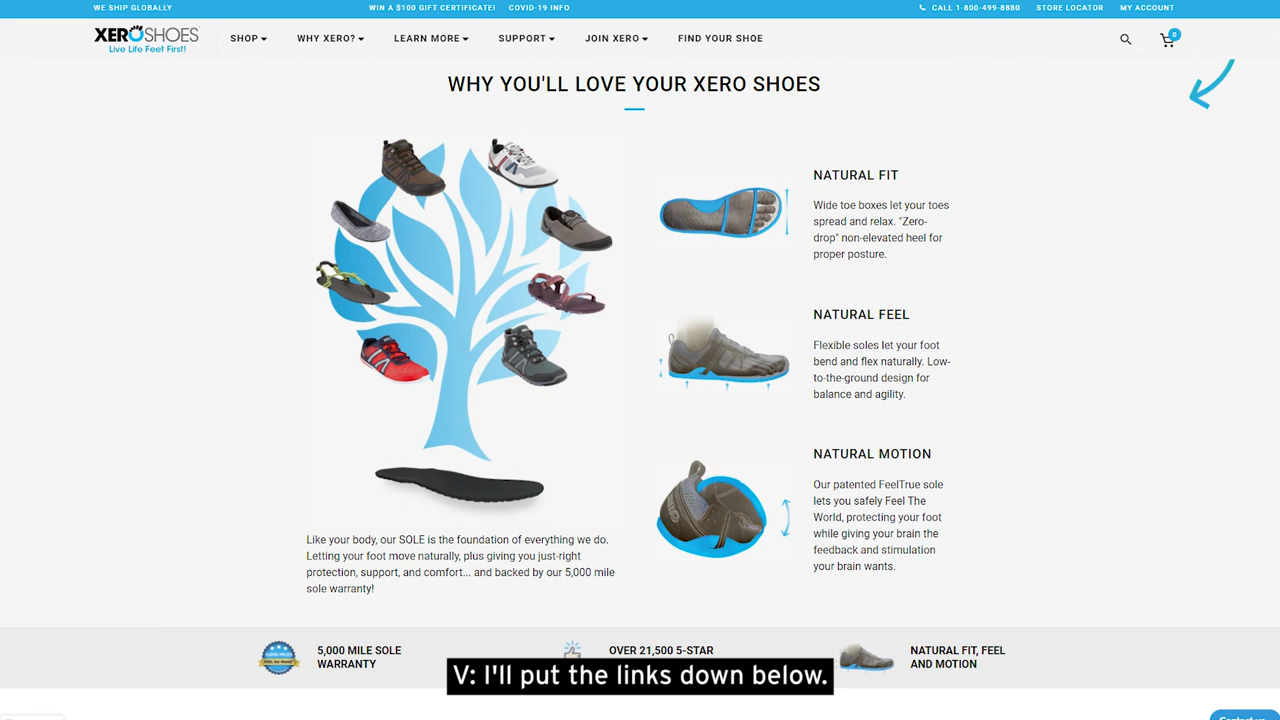 WE SHIP GLOBALLY
WIN A $100 GIFT CERTIFICATE!
COVID-19 INFO
CALL 1-800-499-8880
STORE LOCATOR
MY ACCOUNT
XEROSHOES
Live Life Feet First!
SHOP
WHY XERO?
LEARN MORE
SUPPORT
JOIN XERO
FIND YOUR SHOE
0
WHY YOU'LL LOVE YOUR XERO SHOES
NATURAL FIT
Wide toe boxes let your toes
spread and relax. "Zero-
drop" non-elevated heel for
proper posture.
NATURAL FEEL
Flexible soles let your foot
bend and flex naturally. Low-
to-the-ground design for
balance and agility.
NATURAL MOTION
Our patented FeelTrue sole
lets you safely Feel The
World, protecting your foot
while giving your brain the
feedback and stimulation
your brain wants.
Like your body, our SOLE is the foundation of everything we do.
Letting your foot move naturally, plus giving you just-right
protection, support, and comfort... and backed by our 5,000 mile
sole warranty!
5,000 MILE SOLE
WARRANTY
OVER 21,500 5-STAR
NATURAL FIT, FEEL
AND MOTION
V: I'll put the links down below.